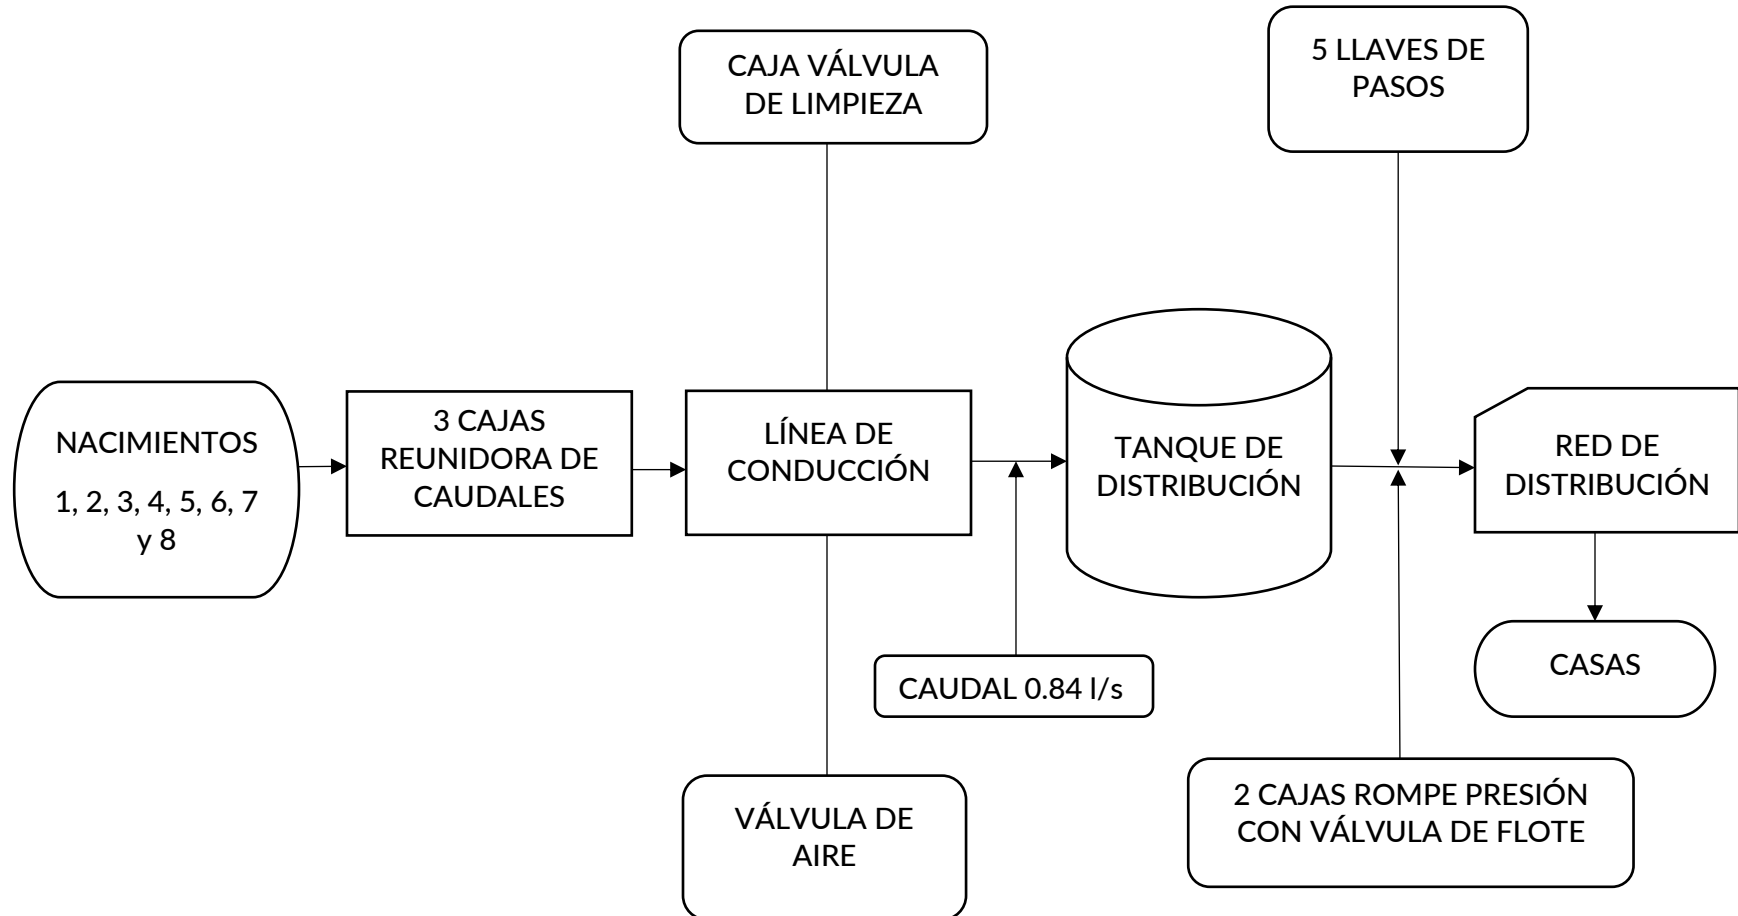 CAJA VÁLVULA
DE LIMPIEZA
5 LLAVES DE
PASOS
NACIMIENTOS
1, 2, 3, 4, 5, 6, 7
y 8
3 CAJAS
REUNIDORA DE
CAUDALES
LÍNEA DE
CONDUCCIÓN
TANQUE DE
DISTRIBUCIÓN
RED DE
DISTRIBUCIÓN
CAUDAL 0.84 l/s
CASAS
VÁLVULA DE
AIRE
2 CAJAS ROMPE PRESIÓN
CON VÁLVULA DE FLOTE